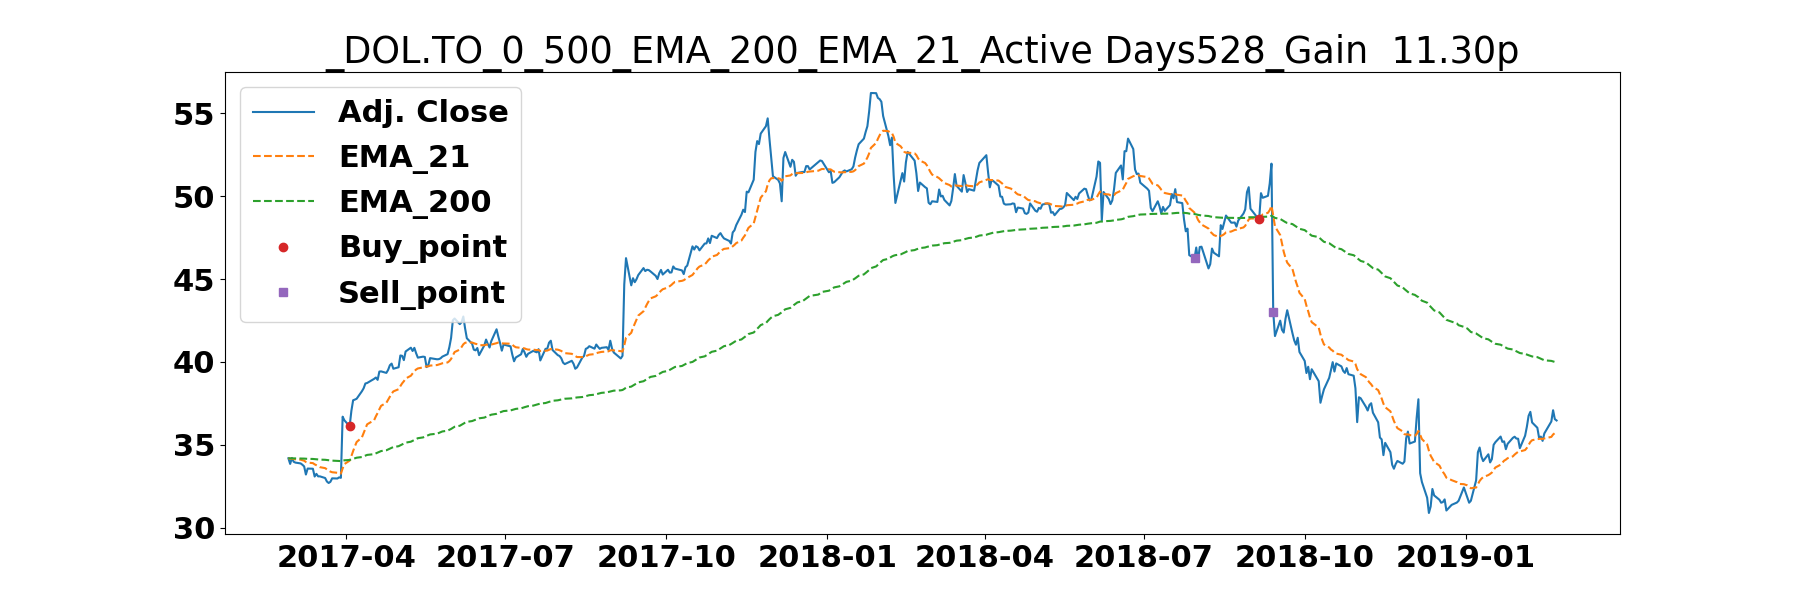 _DOL.TO_0_500_EMA_200_EMA_21_Active Days528_Gain  11.30p
55
50
45
40
35
30
Adj. Close
EMA_21
EMA_200
Buy_point
Sell_point
2017-04 2017-07 2017-10 2018-01 2018-04 2018-07 2018-10 2019-01